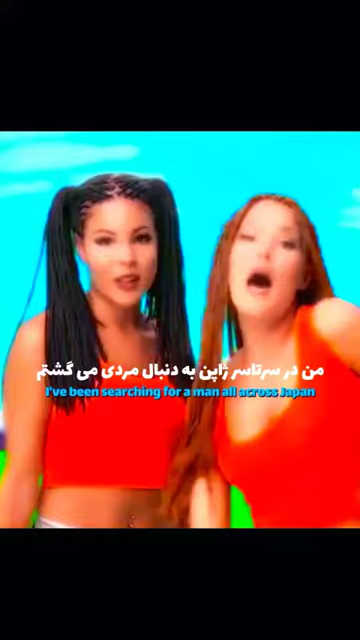 من در سرتاسر ژاپن به دنبال مردی می گشتم
I've been searching for a man all across Japan